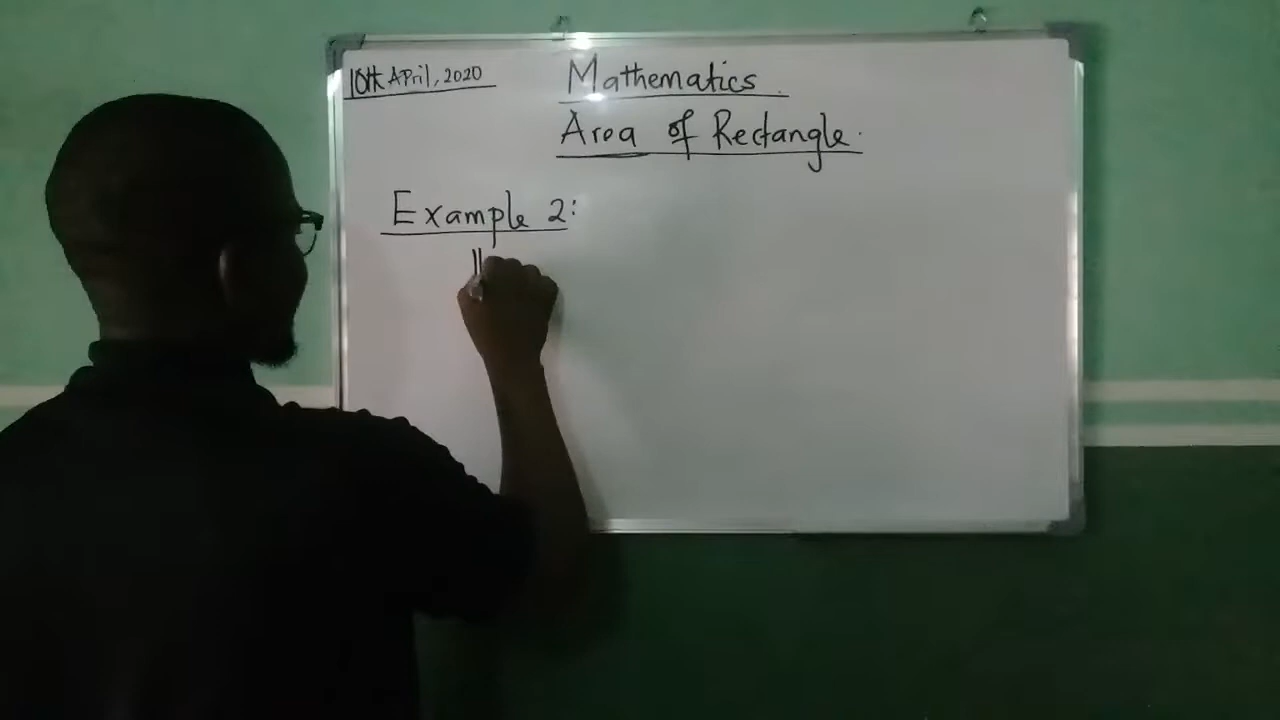 10th April, 2020
Mathematics
Area of Rectangle.
Example 2: